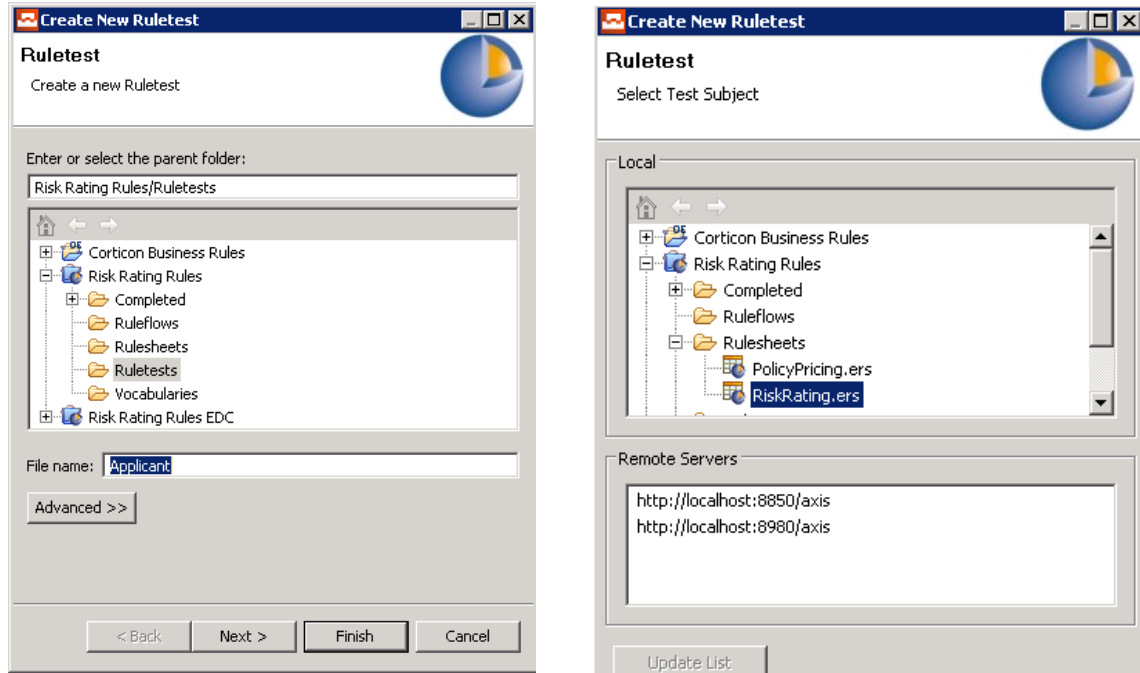 Create New Ruletest
Ruletest
Create a new Ruletest
Enter or select the parent folder:
Risk Rating Rules/Ruletests
Corticon Business Rules
Risk Rating Rules
Completed
Ruleflows
Rulesheets
Ruletests
Vocabularies
Risk Rating Rules EDC
File name: Applicant
Advanced >>
< Back Next > Finish Cancel
Create New Ruletest
Ruletest
Select Test Subject
Local
Corticon Business Rules
Risk Rating Rules
Completed
Ruleflows
Rulesheets
PolicyPricing.ers
RiskRating.ers
Remote Servers
http://localhost:8850/axis
http://localhost:8980/axis
Update List